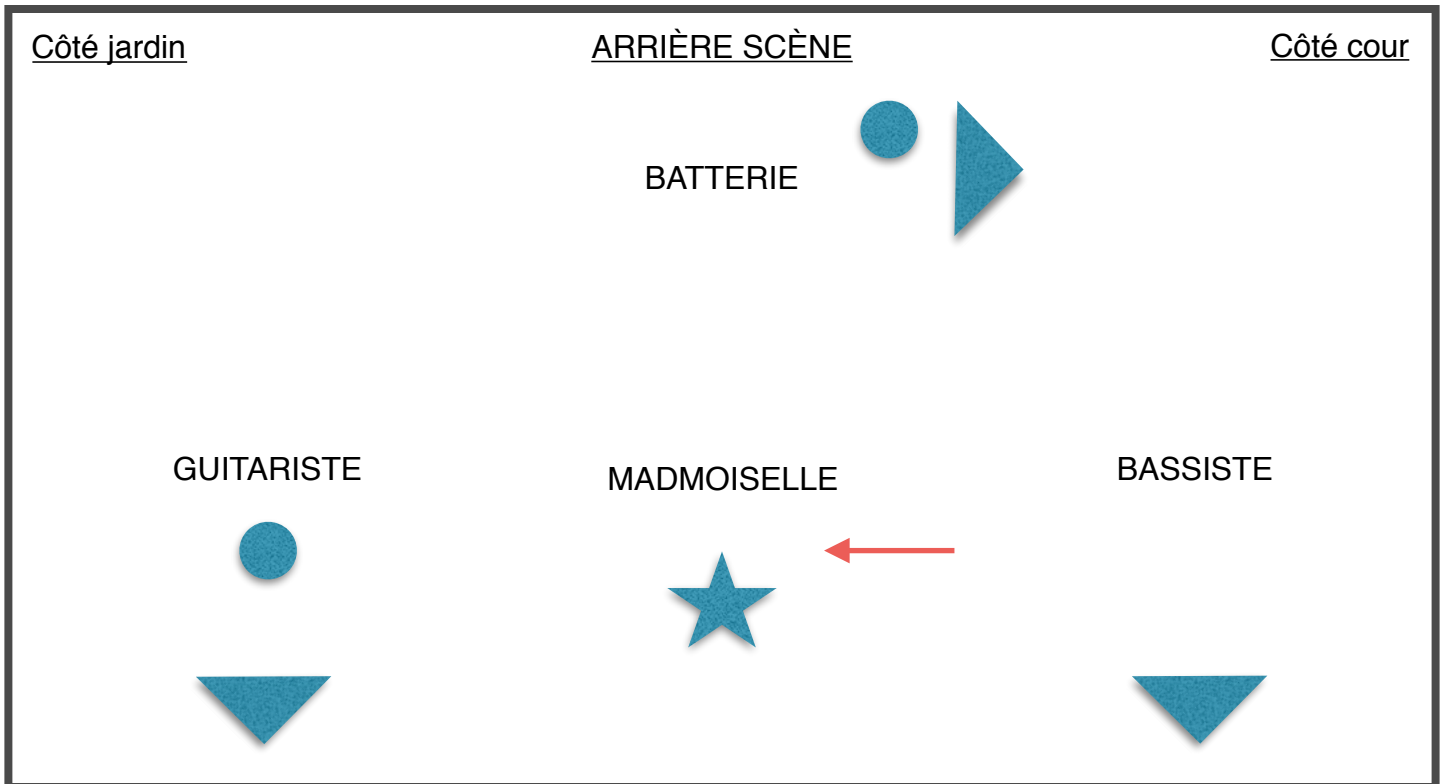 Côté jardin
ARRIÈRE SCÈNE
Côté cour
BATTERIE
GUITARISTE
MADMOISELLE
BASSISTE